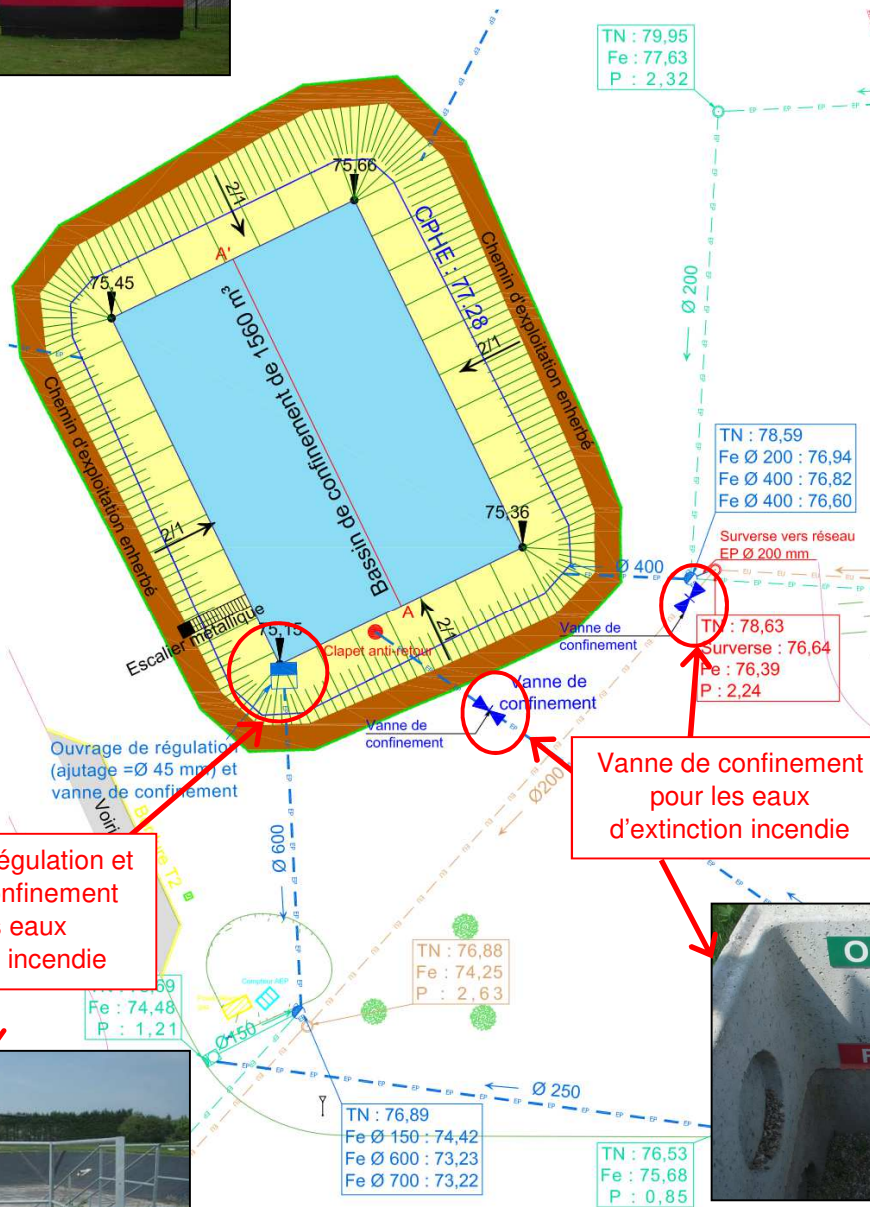 TN : 79,95
Fe : 77,63
P : 2,32
75,66
2/1
A'
CPHE : 77.28
Chemin d'exploitation enherbé
75,45
Ø 200
Bassin de confinement de 1560 m³
2/1
Chemin d'exploitation enherbé
TN : 78,59
Fe Ø 200 : 76,94
Fe Ø 400 : 76,82
Fe Ø 400 : 76,60
75,36
2/1
Surverse vers réseau
EP Ø 200 mm
Ø 400
A
2/1
Escalier métallique
75,15
Clapet anti-retour
Vanne de
confinement
TN : 78,63
Surverse : 76,64
Fe : 76,39
P : 2,24
Vanne de
confinement
Vanne de
confinement
Ouvrage de régulation
(ajutage =Ø 45 mm) et
vanne de confinement
Ø200
Vanne de confinement
pour les eaux
d'extinction incendie
Voiri
T2
Ø 600
égulation et
nfinement
eaux
incendie
TN : 76,88
Fe : 74,25
P : 2,63
Fe : 74,48
P : 1,21
Compteur AEP
Ø150
Ø 250
TN : 76,89
Fe Ø 150 : 74,42
Fe Ø 600 : 73,23
Fe Ø 700 : 73,22
TN : 76,53
Fe : 75,68
P : 0,85